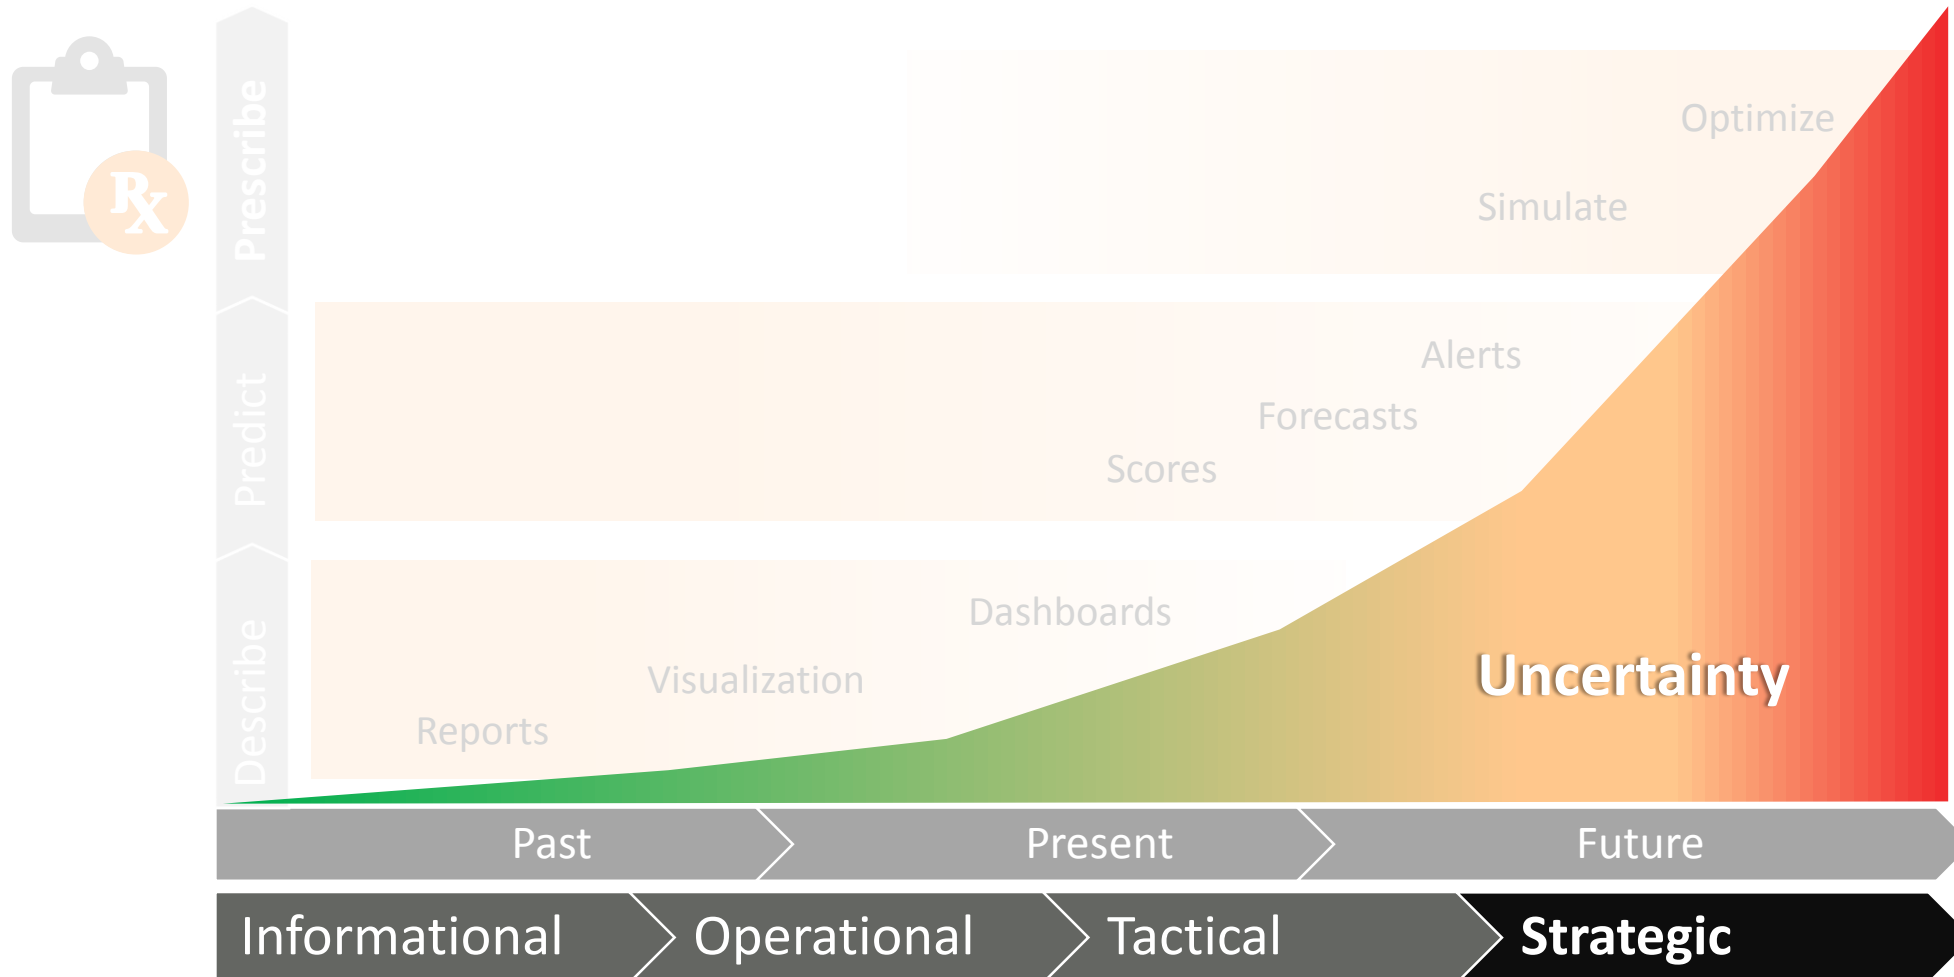 Prescribe
Predict
Describe
Rx
Optimize
Simulate
Alerts
Forecasts
Scores
Dashboards
Visualization
Reports
Uncertainty
Past
Present
Future
Informational
Operational
Tactical
Strategic